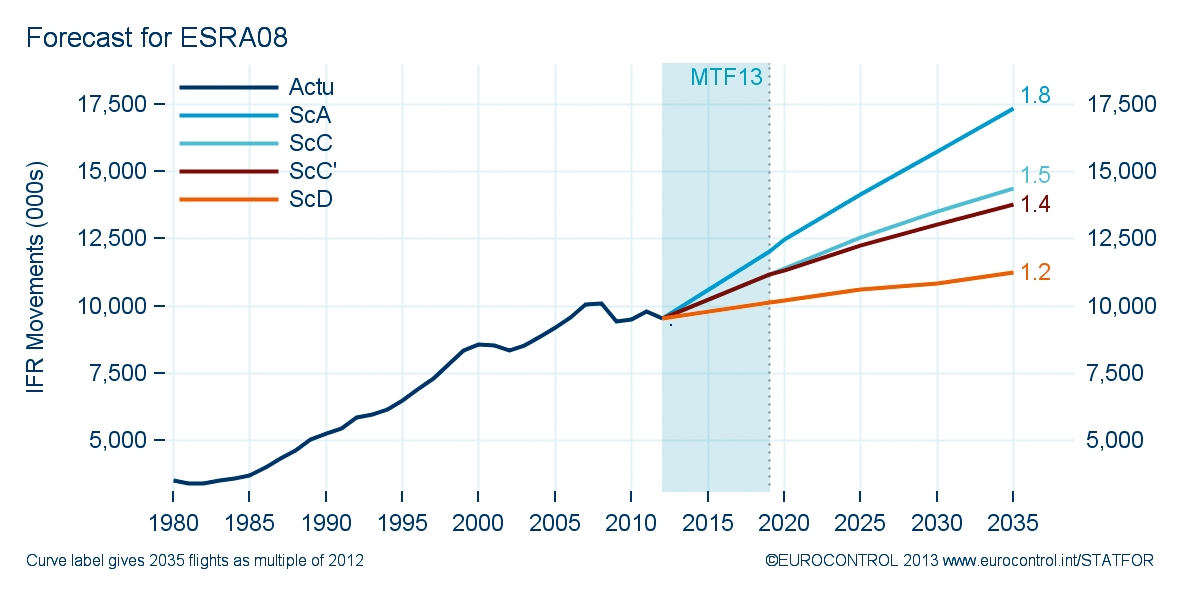 Forecast for ESRA08
MTF13
Actu
ScA
ScC
ScC'
ScD
IFR Movements (000s)
17,500
15,000
12,500
10,000
7,500
5,000
1.8
1.5
1.4
1.2
17,500
15,000
12,500
10,000
7,500
5,000
1980 1985 1990 1995 2000 2005 2010 2015 2020 2025 2030 2035
Curve label gives 2035 flights as multiple of 2012
©EUROCONTROL 2013 www.eurocontrol.int/STATFOR